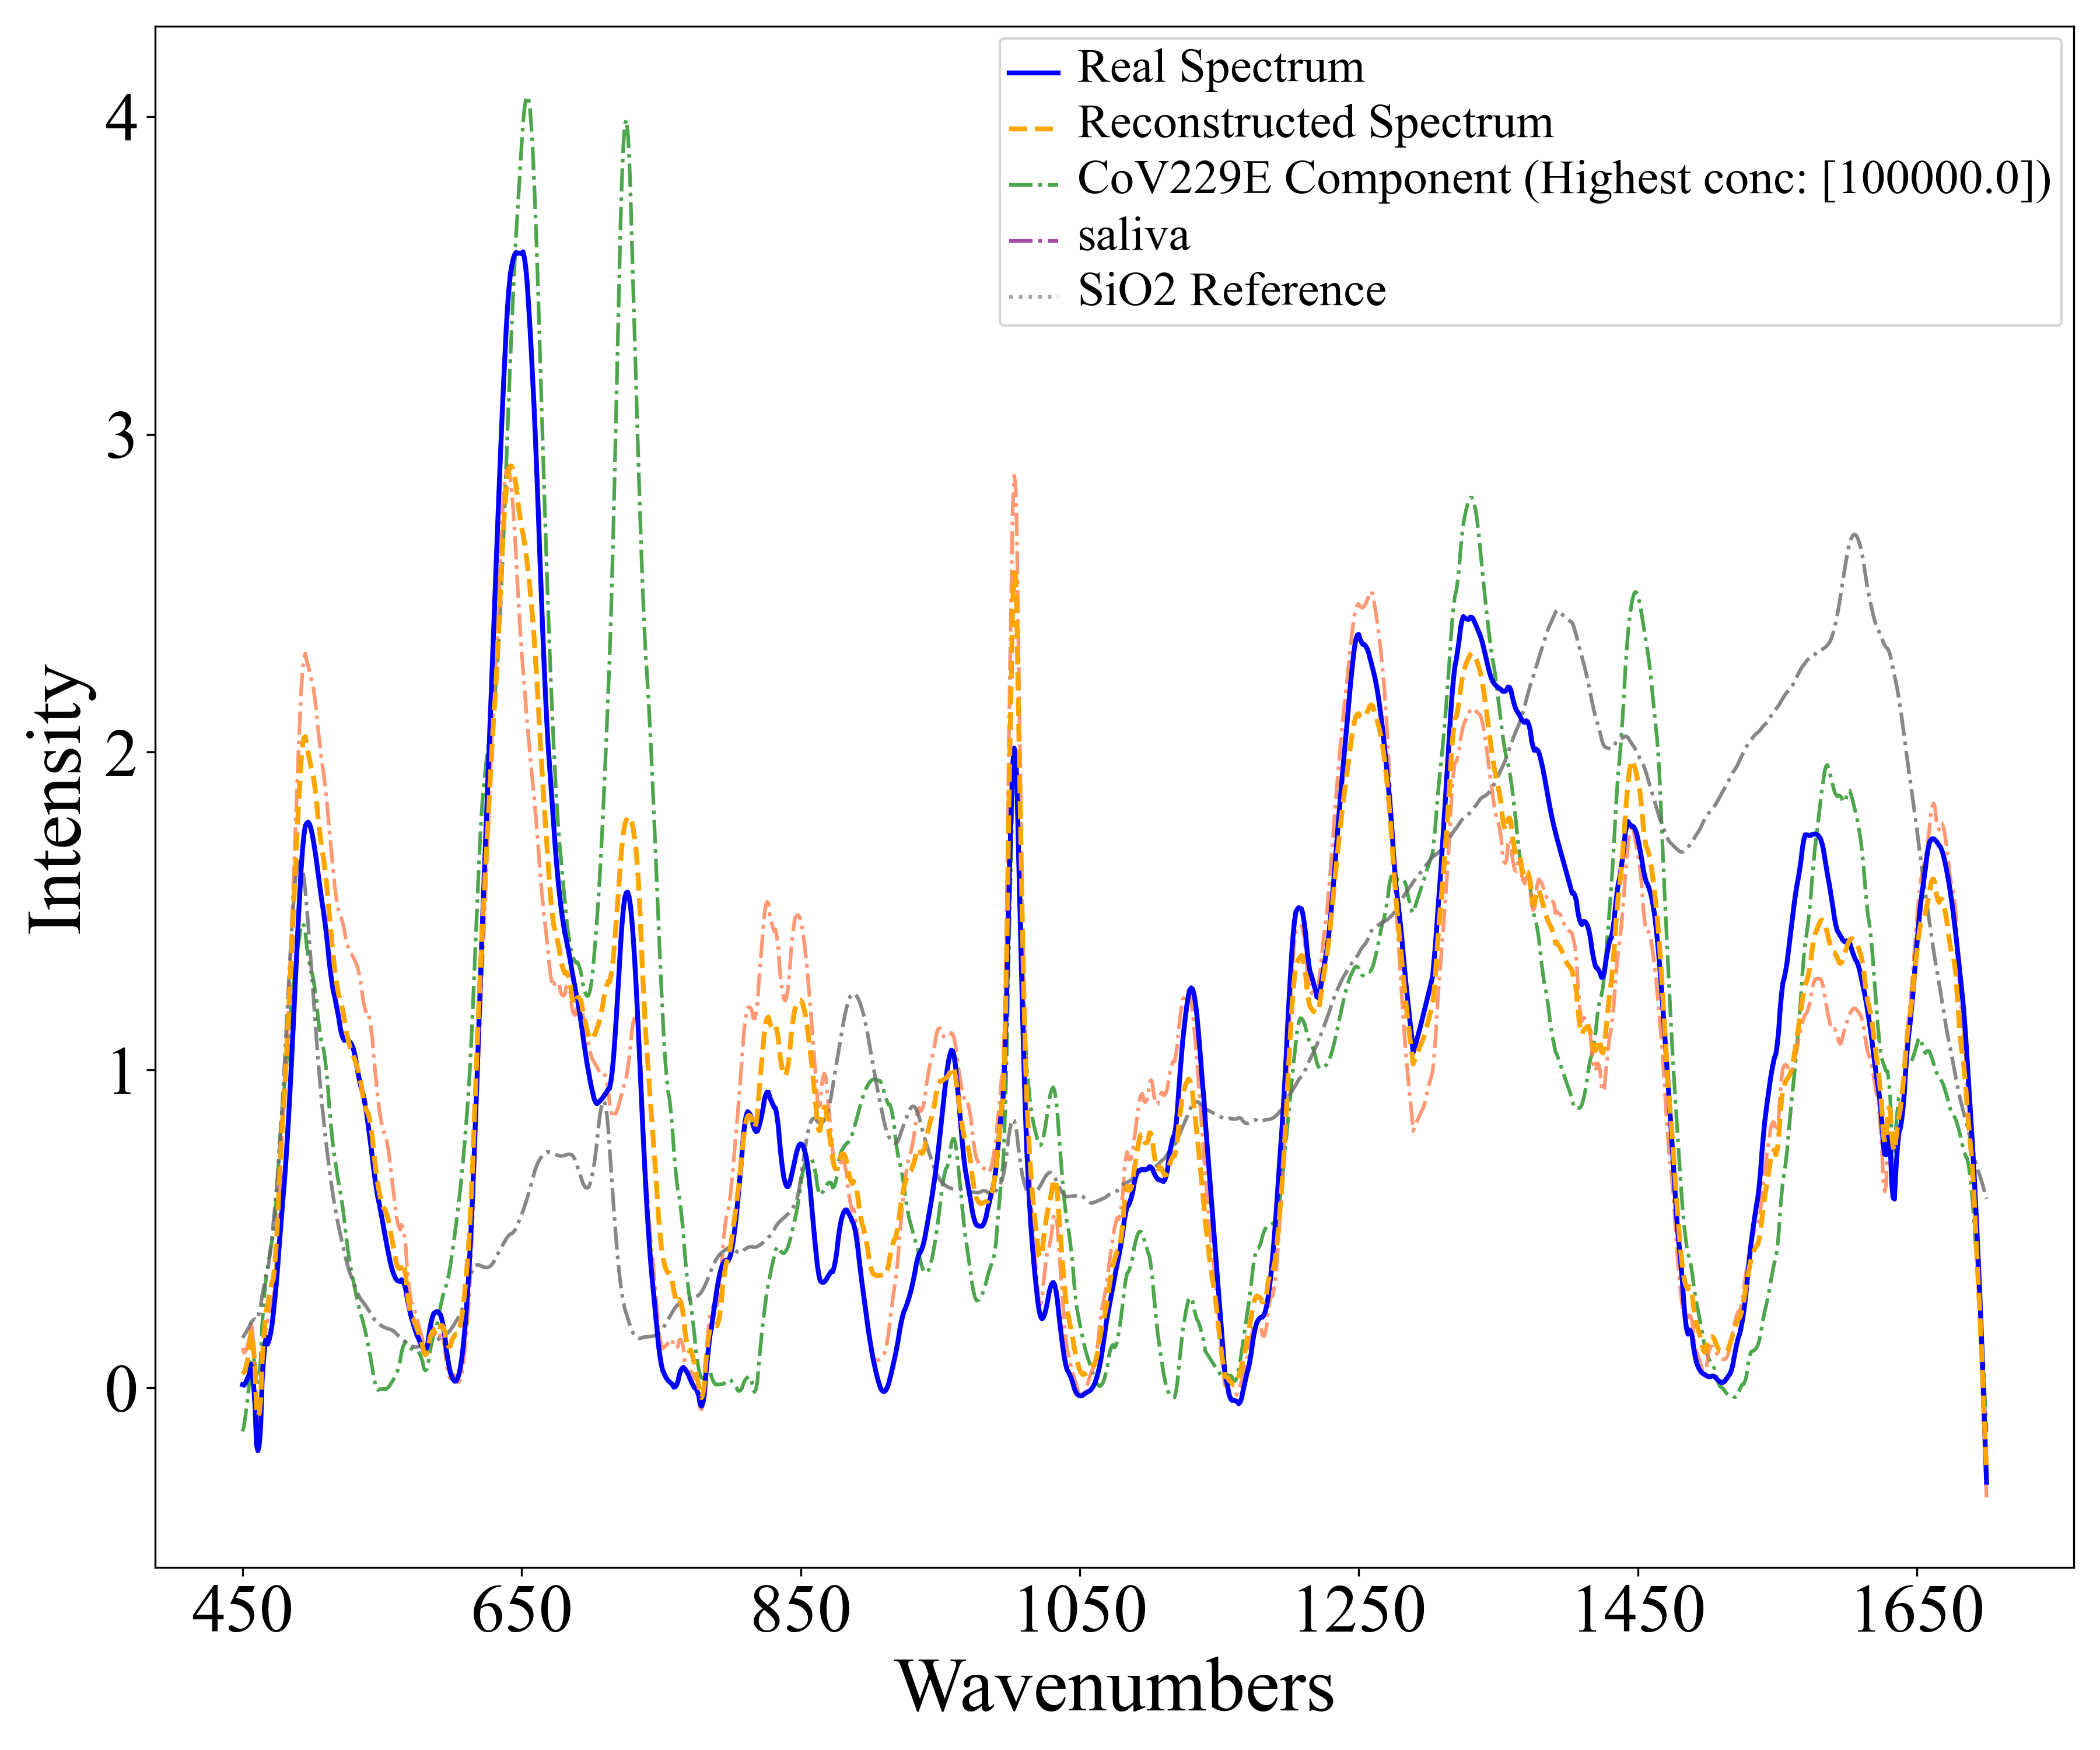 Real Spectrum
Reconstructed Spectrum
CoV229E Component (Highest conc: [100000.0])
saliva
SiO2 Reference
Intensity
4
3
2
1
0
450 650 850 1050 1250 1450 1650
Wavenumbers